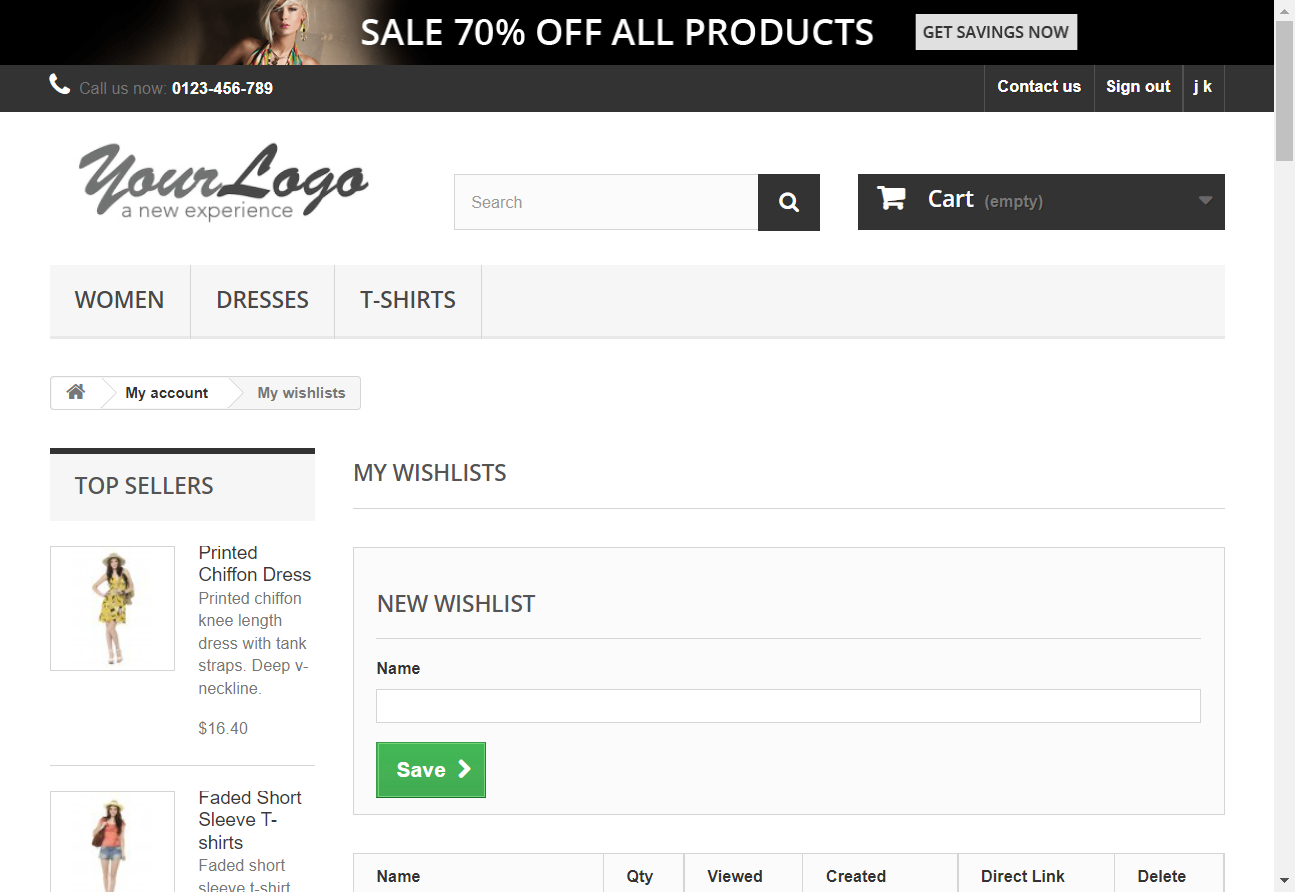 SALE 70% OFF ALL PRODUCTS GET SAVINGS NOW
Call us now: 0123-456-789 Contact us Sign out j k
Your Logo
a new experience
Search
Cart (empty)
WOMEN DRESSES T-SHIRTS
My account My wishlists
TOP SELLERS
Printed
Chiffon Dress
Printed chiffon
knee length
dress with tank
straps. Deep v-
neckline.
$16.40
Faded Short
Sleeve T-
shirts
Faded short
sleeve t-shirt
MY WISHLISTS
NEW WISHLIST
Name
Save
Name Qty Viewed Created Direct Link Delete